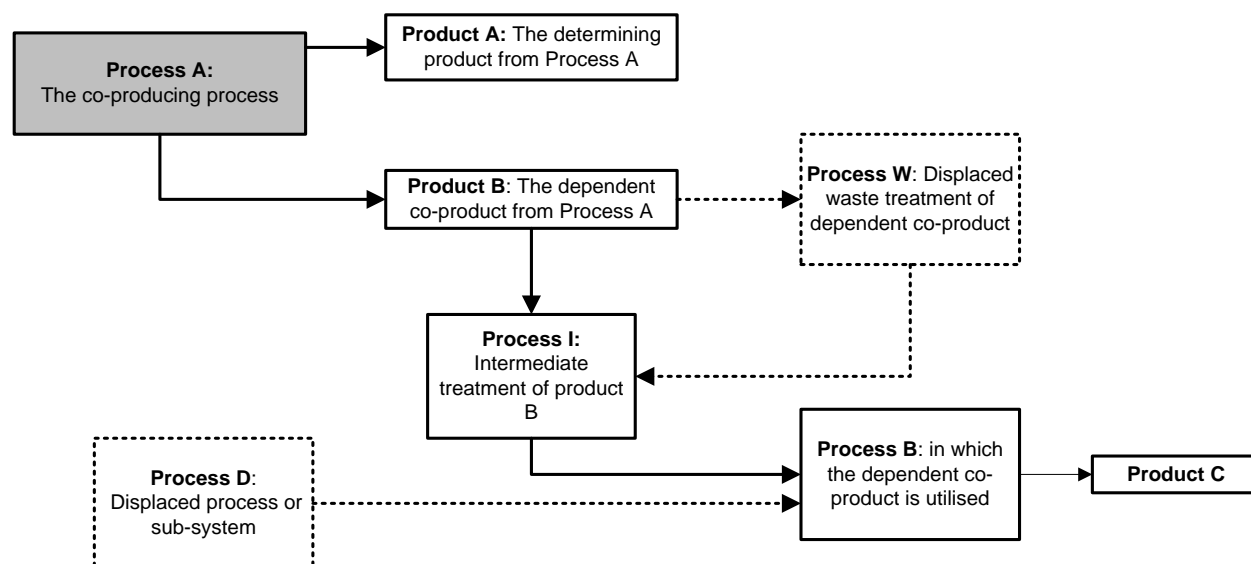 Process A:
The co-producing process
Product A: The determining
product from Process A
Product B: The dependent
co-product from Process A
Process W: Displaced
waste treatment of
dependent co-product
Process I:
Intermediate
treatment of product
B
Process D:
Displaced process or
sub-system
Process B: in which
the dependent co-
product is utilised
Product C